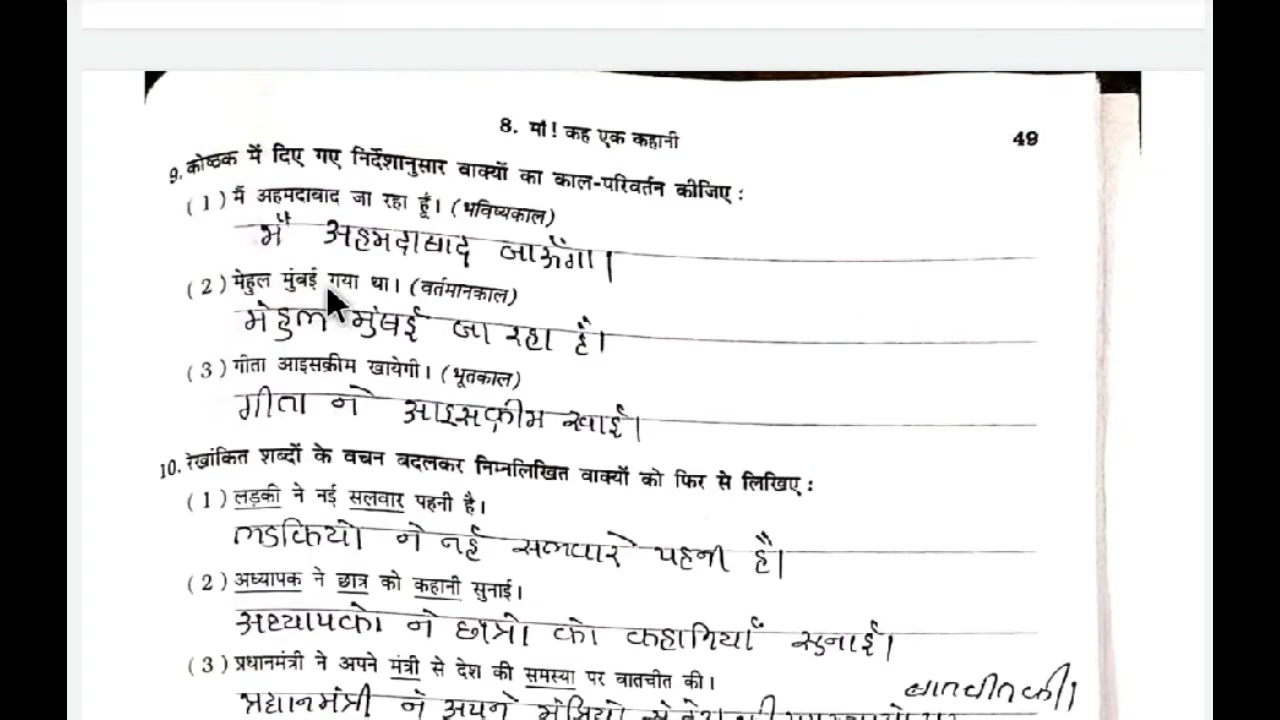 8. माँ! कह एक कहानी
49
9. कोष्ठक में दिए गए निर्देशानुसार वाक्यों का काल-परिवर्तन कीजिए :
(1) मैं अहमदाबाद जा रहा हूँ। (भविष्यकाल)
मैं अहमदाबाद जाऊँगा।
(2) मेहुल मुंबई गया था। (वर्तमानकाल)
मेहुल मुंबई जा रहा है।
(3) गीता आइसक्रीम खायेगी। (भूतकाल)
गीता ने आइसक्रीम खाई।
10. रेखांकित शब्दों के वचन बदलकर निम्नलिखित वाक्यों को फिर से लिखिए :
(1) लड़की ने नई सलवार पहनी है।
लडकियो ने नई सलवारे पहनी है।
(2) अध्यापक ने छात्र को कहानी सुनाई।
अध्यापको ने छात्रो को कहानियाँ सुनाई।
(3) प्रधानमंत्री ने अपने मंत्री से देश की समस्या पर वातचीत की।
बातचीत की।
प्रधानमंत्री ने अपने मंत्रियो से देश की